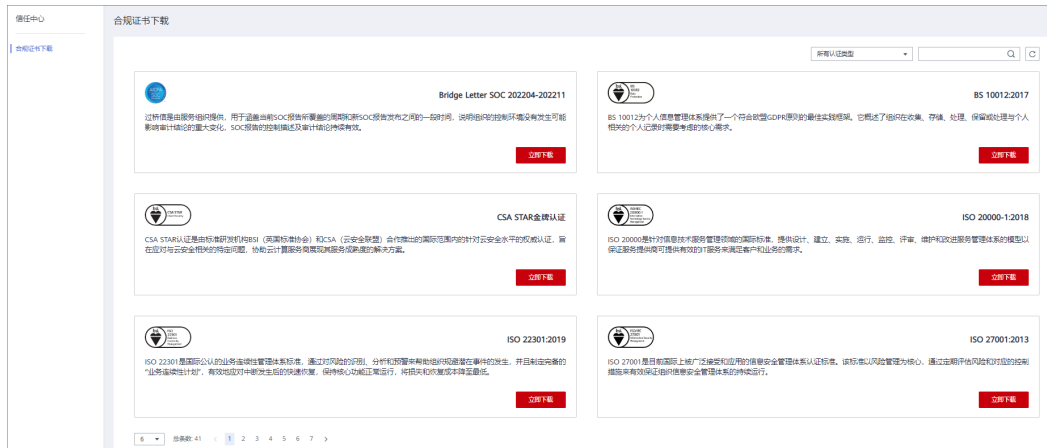 信任中心
合规证书下载
合规证书下载
所有认证类型
Bridge Letter SOC 202204-202211
过桥信是由服务组织提供，用于涵盖当前SOC报告所覆盖的周期和新SOC报告发布之间的一段时间，说明组织的控制环境没有发生可能
影响审计结论的重大变化，SOC报告的控制描述及审计结论持续有效。
立即下载
BS 10012:2017
BS 10012为个人信息管理体系提供了一个符合欧盟GDPR原则的最佳实践框架。它概述了组织在收集、存储、处理、保留或处理与个人
相关的个人记录时需要考虑的核心需求。
立即下载
CSA STAR金牌认证
CSA STAR认证是由标准研发机构BSI（英国标准协会）和CSA（云安全联盟）合作推出的国际范围内的针对云安全水平的权威认证，旨
在应对与云安全相关的特定问题，协助云计算服务商展现其服务成熟度的解决方案。
立即下载
ISO 20000-1:2018
ISO 20000是针对信息技术服务管理领域的国际标准，提供设计、建立、实施、运行、监控、评审、维护和改进服务管理体系的模型以
保证服务提供商可提供有效的IT服务来满足客户和业务的需求。
立即下载
ISO 22301:2019
ISO 22301是国际公认的业务连续性管理体系标准，通过对风险的识别、分析和预警来帮助组织规避潜在事件的发生，并且制定完备的
“业务连续性计划”，有效地应对中断发生后的快速恢复，保持核心功能正常运行，将损失和恢复成本降至最低。
立即下载
ISO 27001:2013
ISO 27001是目前国际上被广泛接受和应用的信息安全管理体系认证标准。该标准以风险管理为核心，通过定期评估风险和对应的控制
措施来有效保证组织信息安全管理体系的持续运行。
立即下载
6 总条数: 41 < 1 2 3 4 5 6 7 >